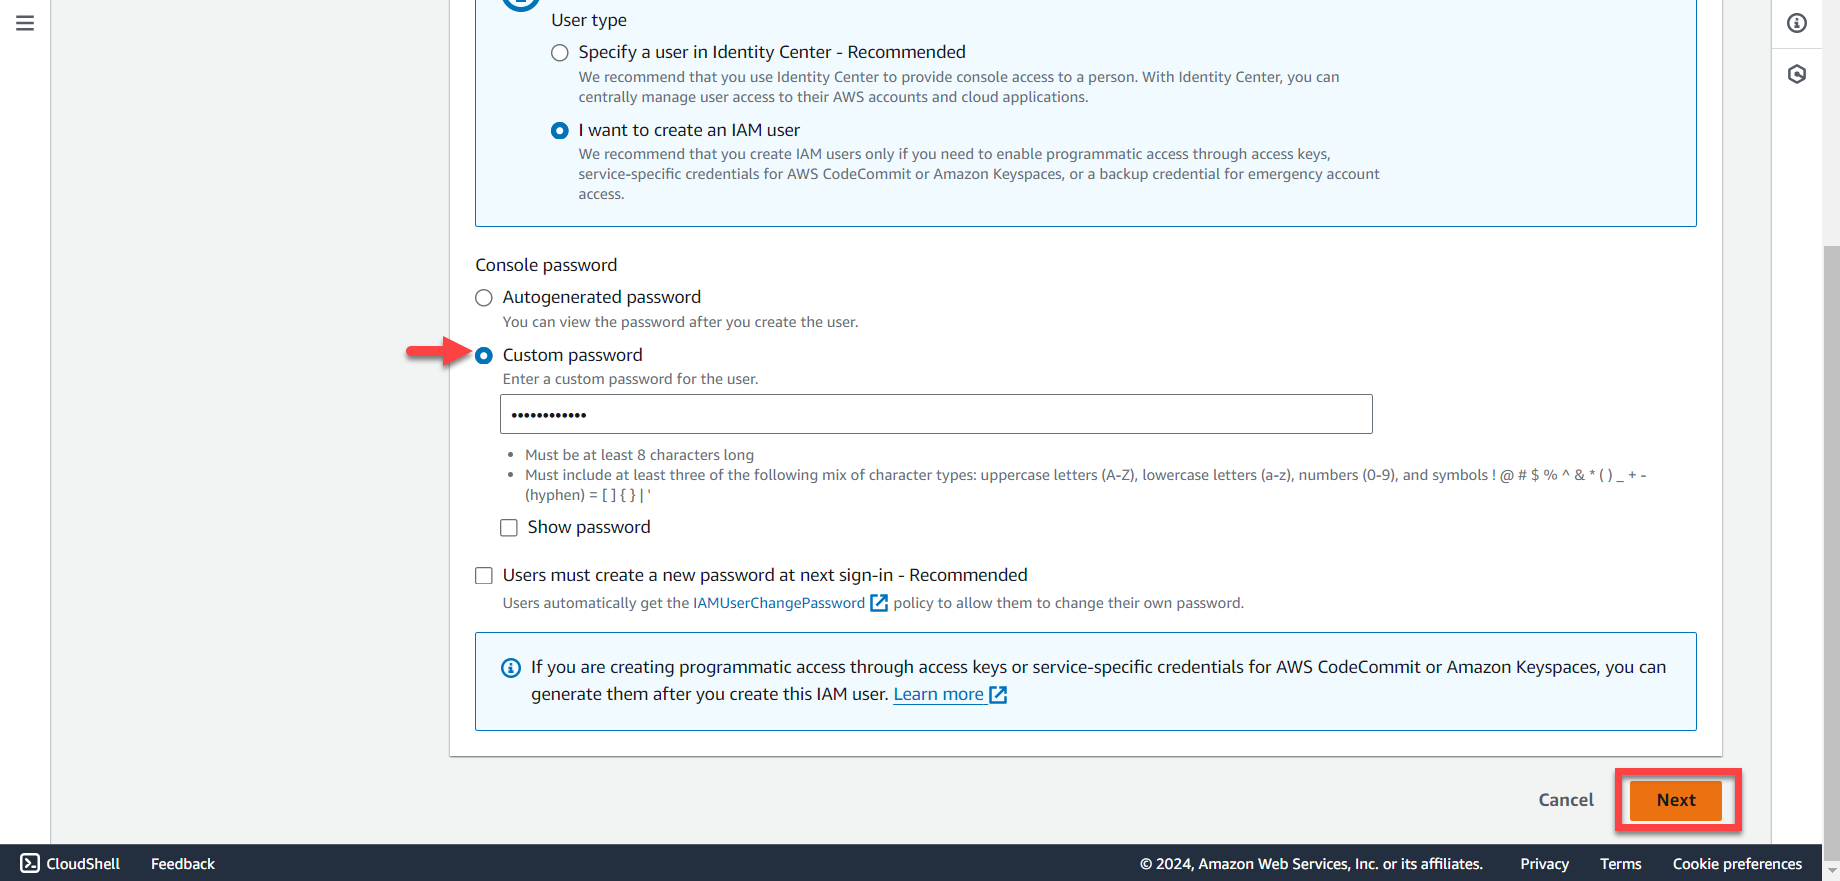 User type
Specify a user in Identity Center - Recommended
We recommend that you use Identity Center to provide console access to a person. With Identity Center, you can
centrally manage user access to their AWS accounts and cloud applications.
I want to create an IAM user
We recommend that you create IAM users only if you need to enable programmatic access through access keys,
service-specific credentials for AWS CodeCommit or Amazon Keyspaces, or a backup credential for emergency account
access.
Console password
Autogenerated password
You can view the password after you create the user.
Custom password
Enter a custom password for the user.
••••••••••••
• Must be at least 8 characters long
• Must include at least three of the following mix of character types: uppercase letters (A-Z), lowercase letters (a-z), numbers (0-9), and symbols ! @ # $ % ^ & * ( ) _ + -
(hyphen) = [ ] { } | '
Show password
Users must create a new password at next sign-in - Recommended
Users automatically get the IAMUserChangePassword policy to allow them to change their own password.
If you are creating programmatic access through access keys or service-specific credentials for AWS CodeCommit or Amazon Keyspaces, you can
generate them after you create this IAM user. Learn more
Cancel
Next
CloudShell
Feedback
© 2024, Amazon Web Services, Inc. or its affiliates.
Privacy
Terms
Cookie preferences